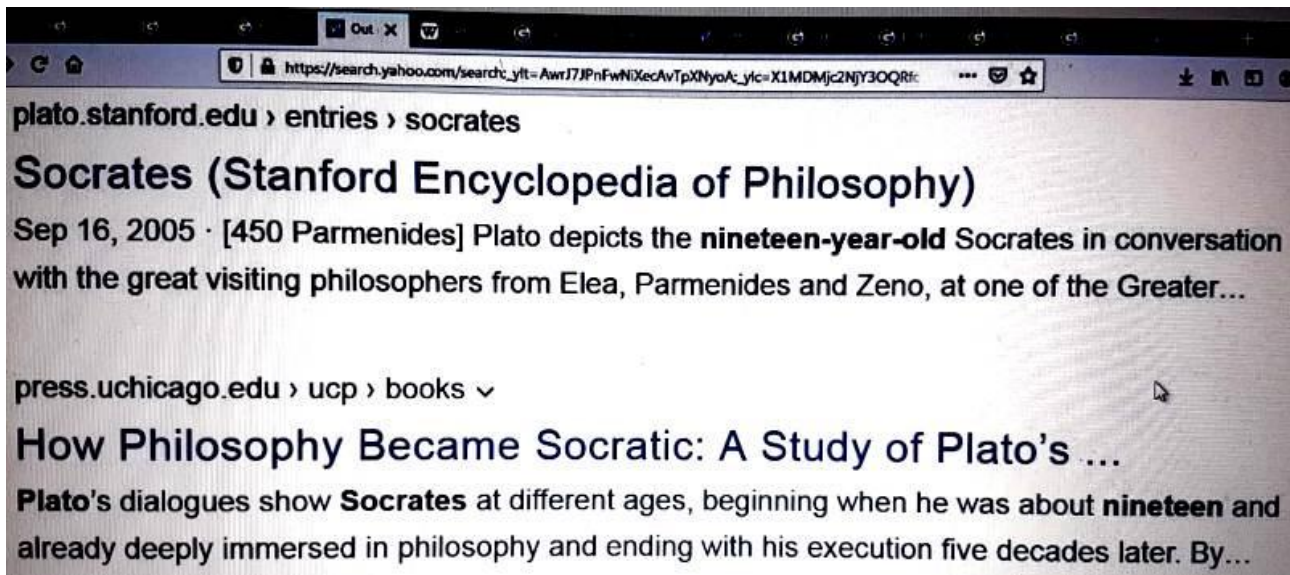 Out
https://search.yahoo.com/search;_ylt=AwrJ7JPnFwNiXecAvTpXNyoA;_ylc=X1MDMjc2NjY3OQRfc
plato.stanford.edu › entries › socrates
Socrates (Stanford Encyclopedia of Philosophy)
Sep 16, 2005 · [450 Parmenides] Plato depicts the nineteen-year-old Socrates in conversation
with the great visiting philosophers from Elea, Parmenides and Zeno, at one of the Greater...
press.uchicago.edu › ucp › books
How Philosophy Became Socratic: A Study of Plato's ...
Plato's dialogues show Socrates at different ages, beginning when he was about nineteen and
already deeply immersed in philosophy and ending with his execution five decades later. By...